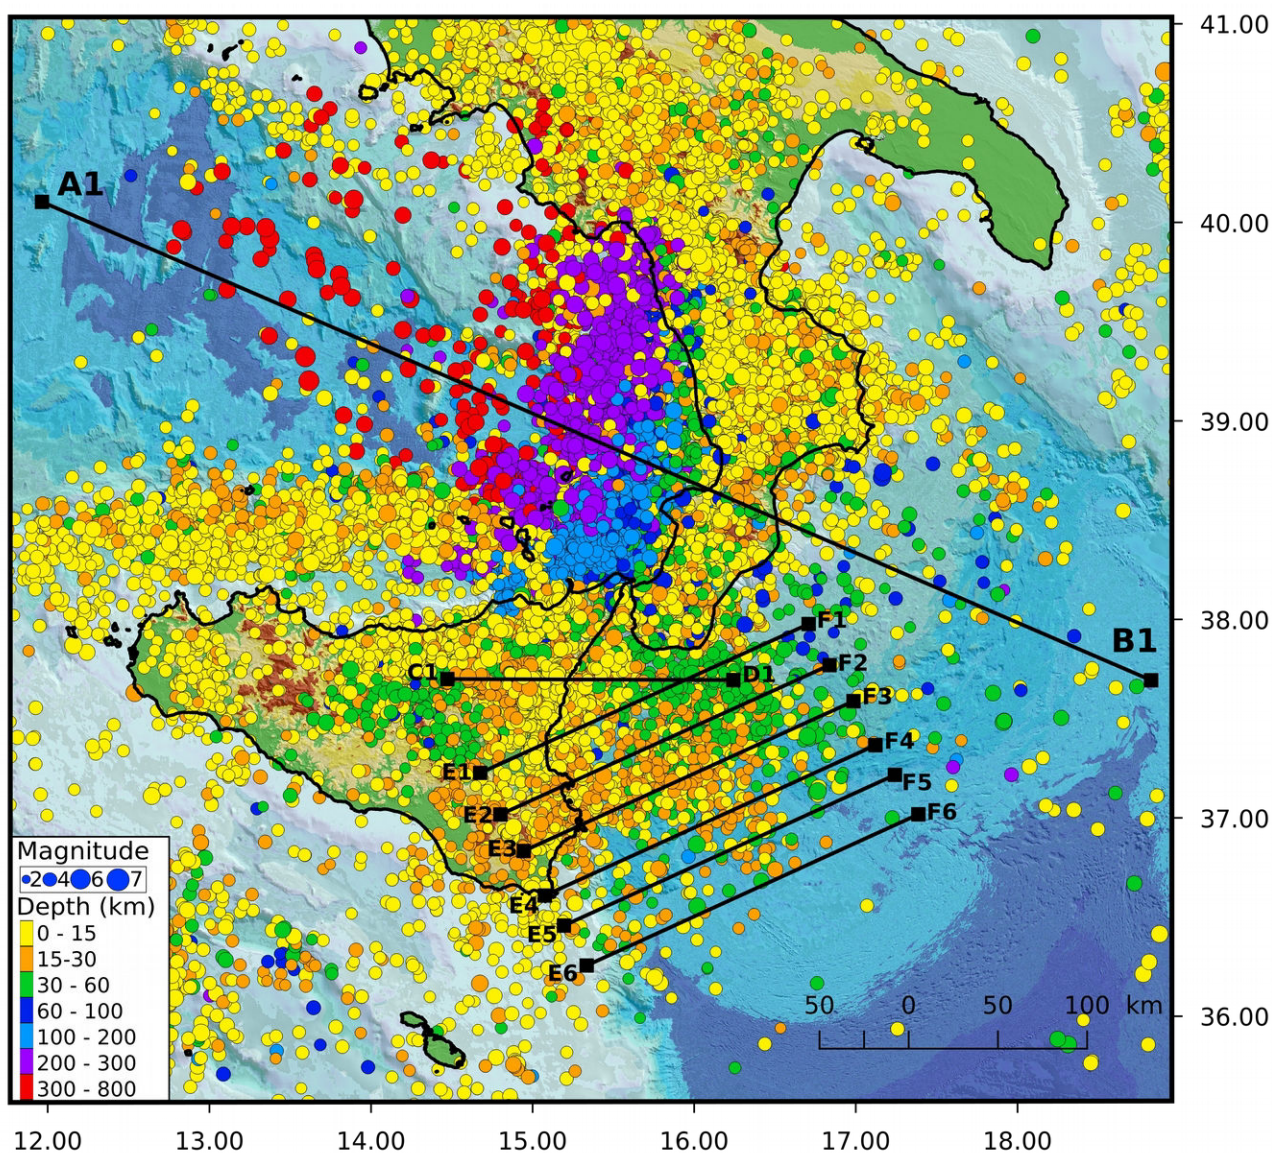 41.00
A1
40.00
39.00
38.00
F1
B1
F2
C1
D1
F3
F4
E1
F5
E2
F6
37.00
E3
Magnitude
2 4 6 7
E4
Depth (km)
0 - 15
E5
15-30
E6
30 - 60
50 0 50 100 km
60 - 100
36.00
100 - 200
200 - 300
300 - 800
12.00 13.00 14.00 15.00 16.00 17.00 18.00